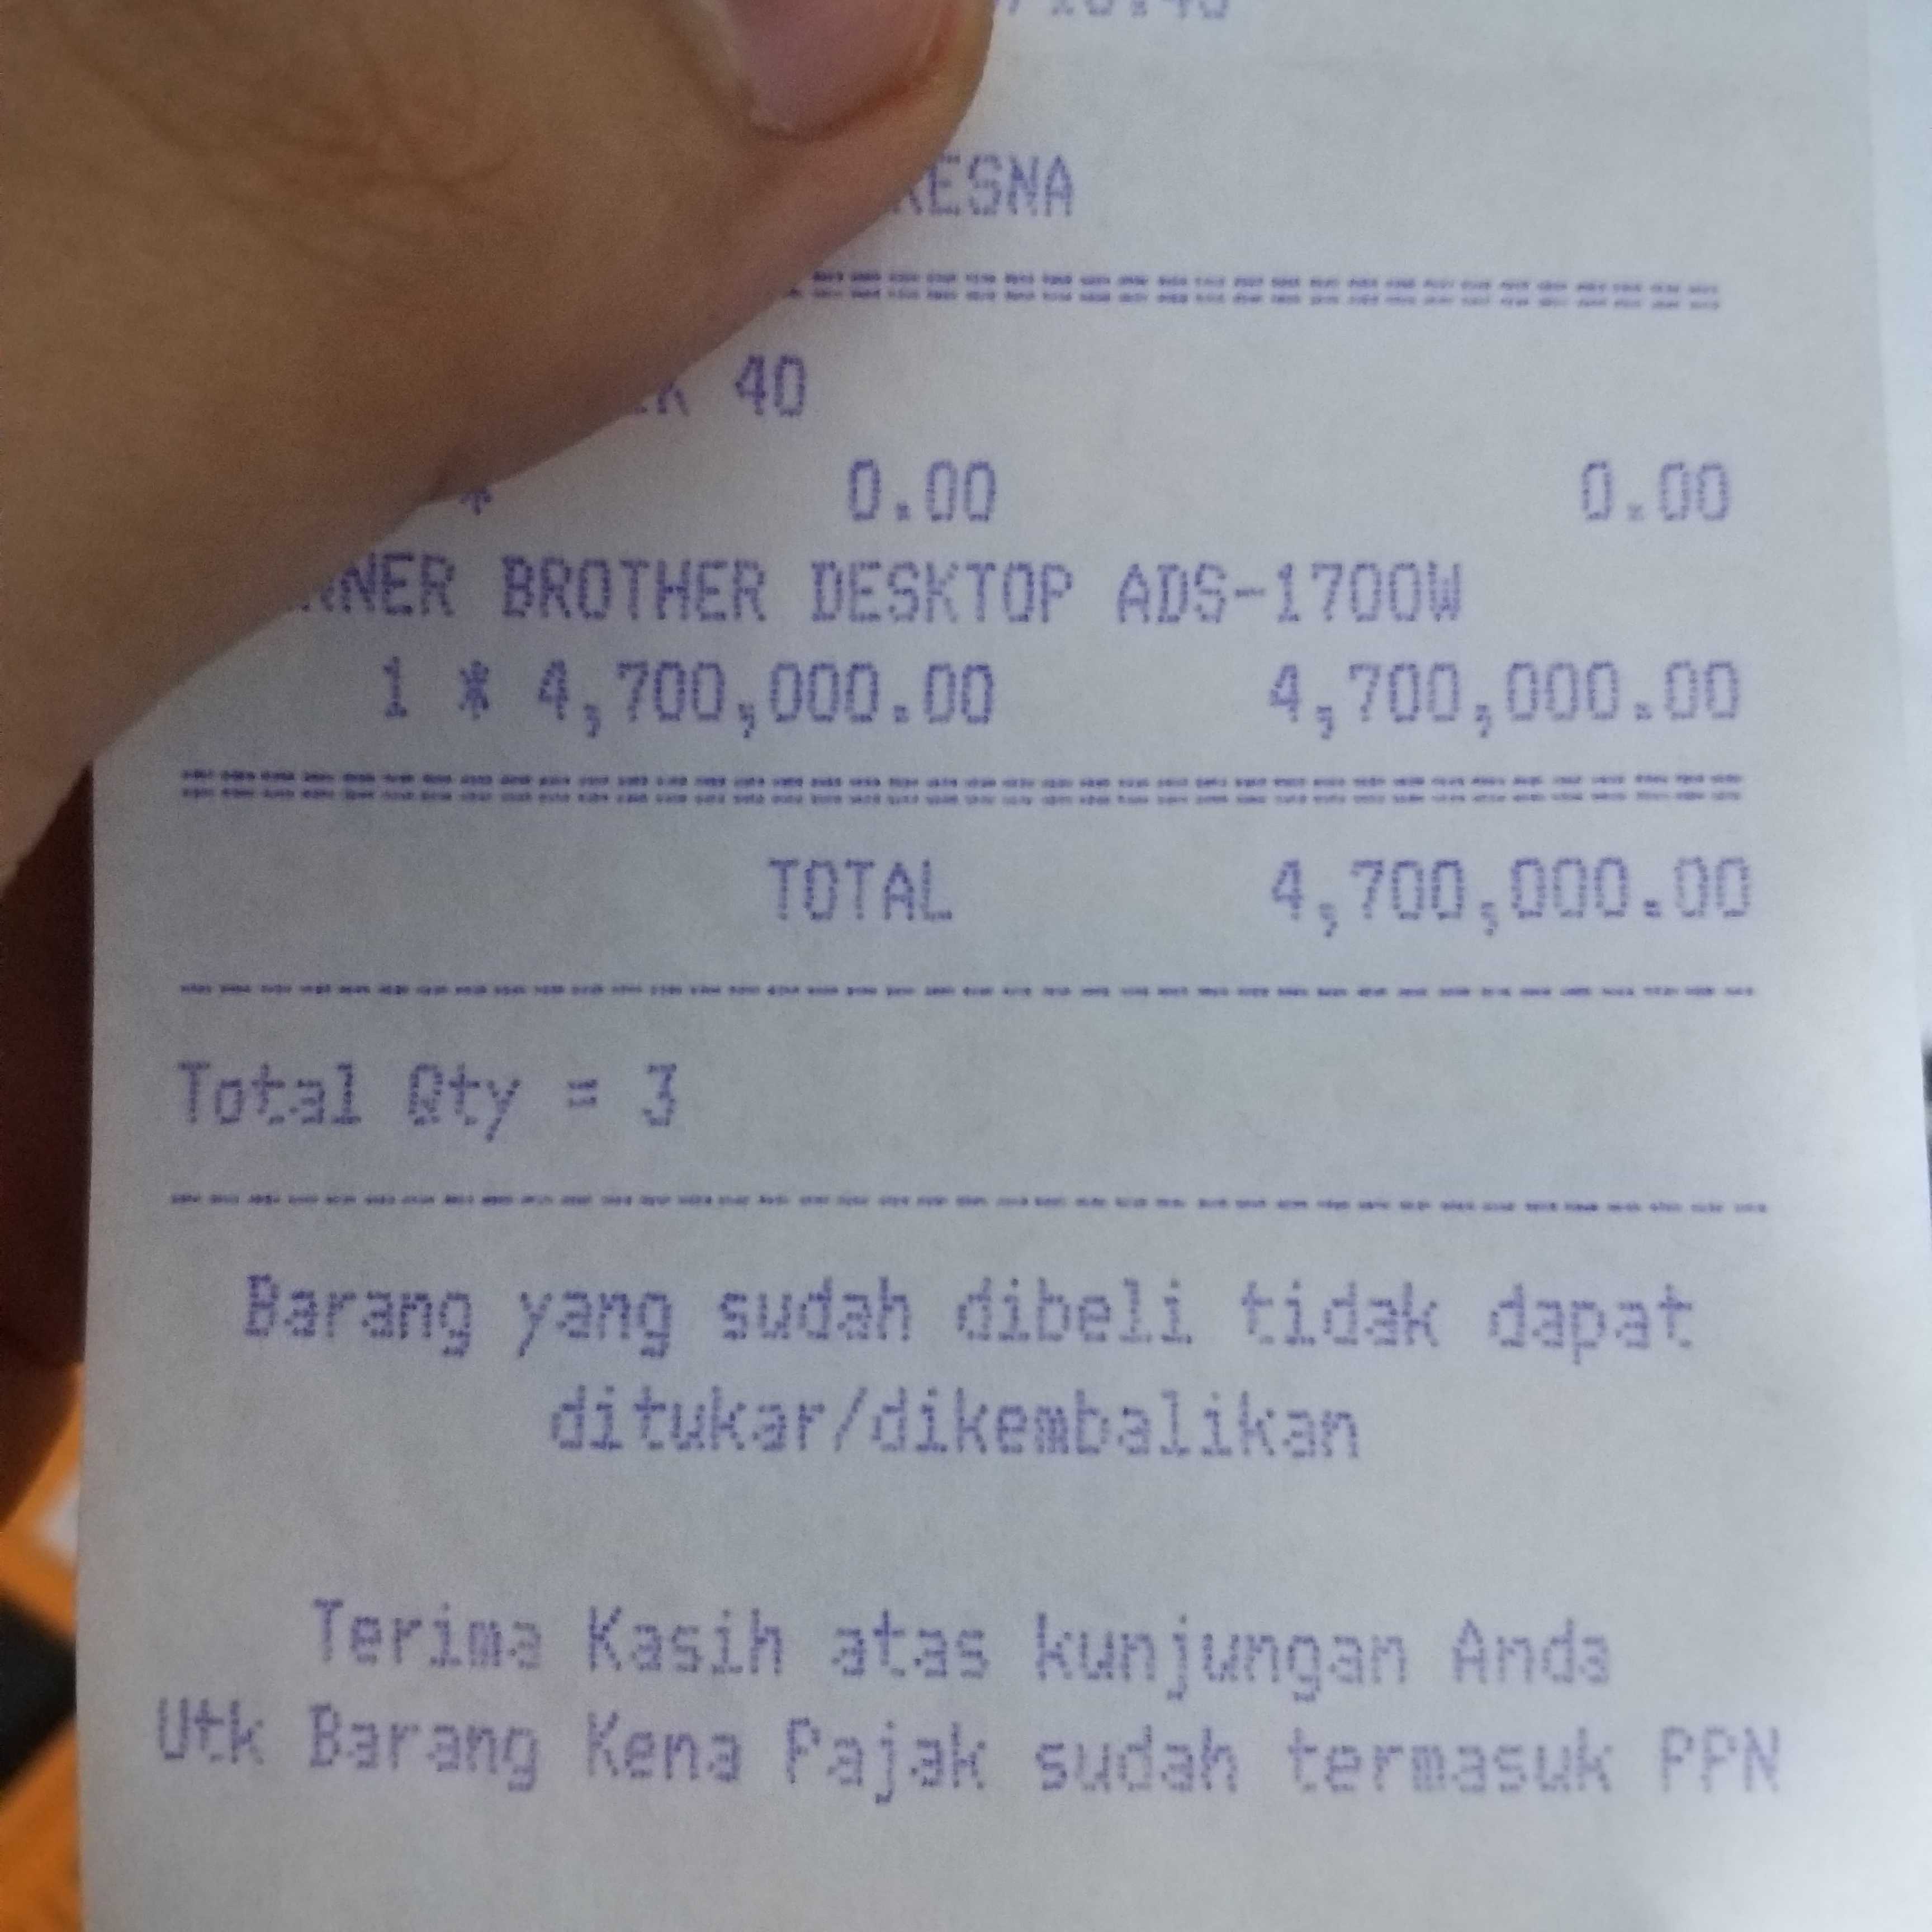 40
* 0.00 0.00
BROTHER DESKTOP ADS-1700W
1 * 4,700,000.00 4,700,000.00
TOTAL 4,700,000.00
Total Qty = 3
Barang yang sudah dibeli tidak dapat
ditukar/dikembalikan
Terima Kasih atas kunjungan Anda
Utk Barang Kena Pajak sudah termasuk PPN